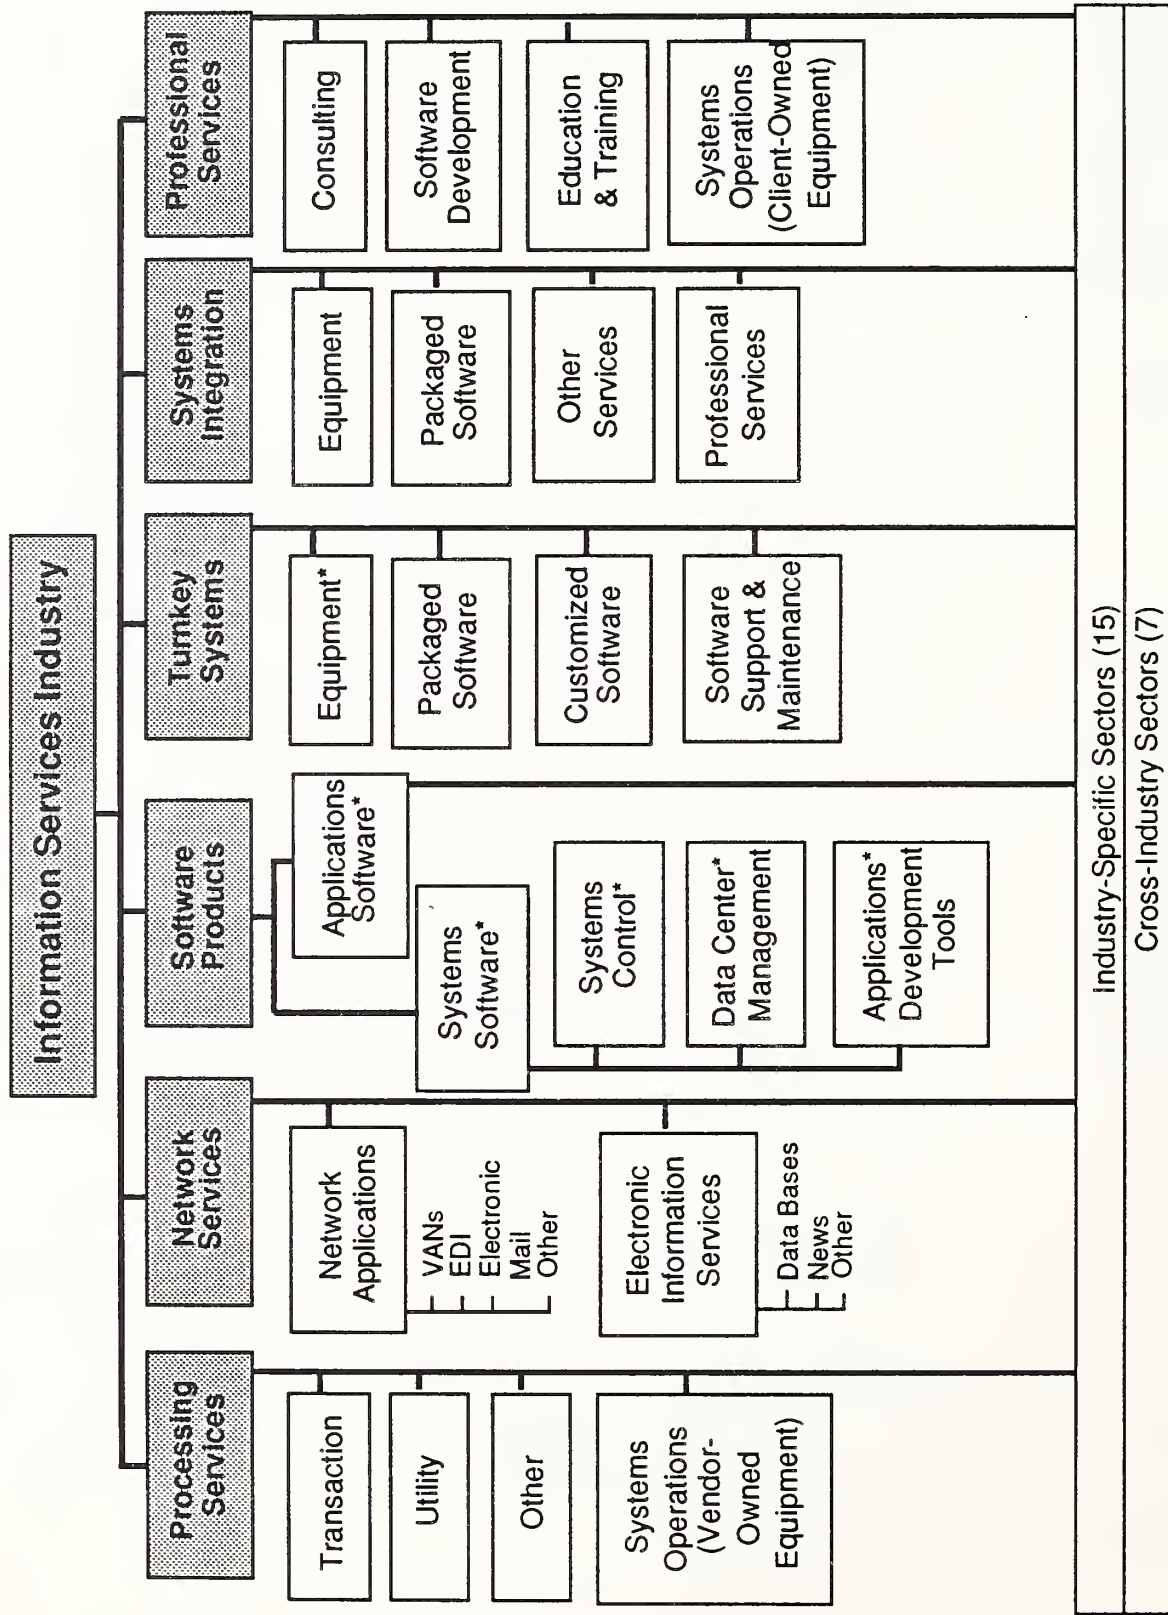 Information Services Industry
Processing
Services
Transaction
Utility
Other
Systems
Operations
(Vendor-
Owned
Equipment)
Network
Services
Network
Applications
VANs
EDI
Electronic
Mail
Other
Electronic
Information
Services
Data Bases
News
Other
Software
Products
Applications
Software*
Systems
Software*
Systems
Control*
Data Center*
Management
Applications*
Development
Tools
Turnkey
Systems
Equipment*
Packaged
Software
Customized
Software
Software
Support &
Maintenance
Systems
Integration
Equipment
Packaged
Software
Other
Services
Professional
Services
Professional
Services
Consulting
Software
Development
Education
& Training
Systems
Operations
(Client-Owned
Equipment)
Industry-Specific Sectors (15)
Cross-Industry Sectors (7)